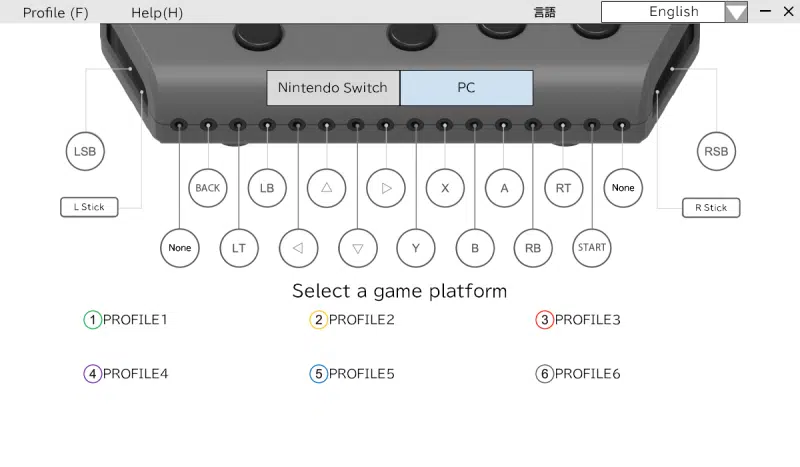 Profile (F) Help(H) 言語 English
Nintendo Switch PC
LSB RSB
BACK LB △ ▷ X A RT None
L Stick R Stick
None LT ◁ ▽ Y B RB START
Select a game platform
1 PROFILE1 2 PROFILE2 3 PROFILE3
4 PROFILE4 5 PROFILE5 6 PROFILE6